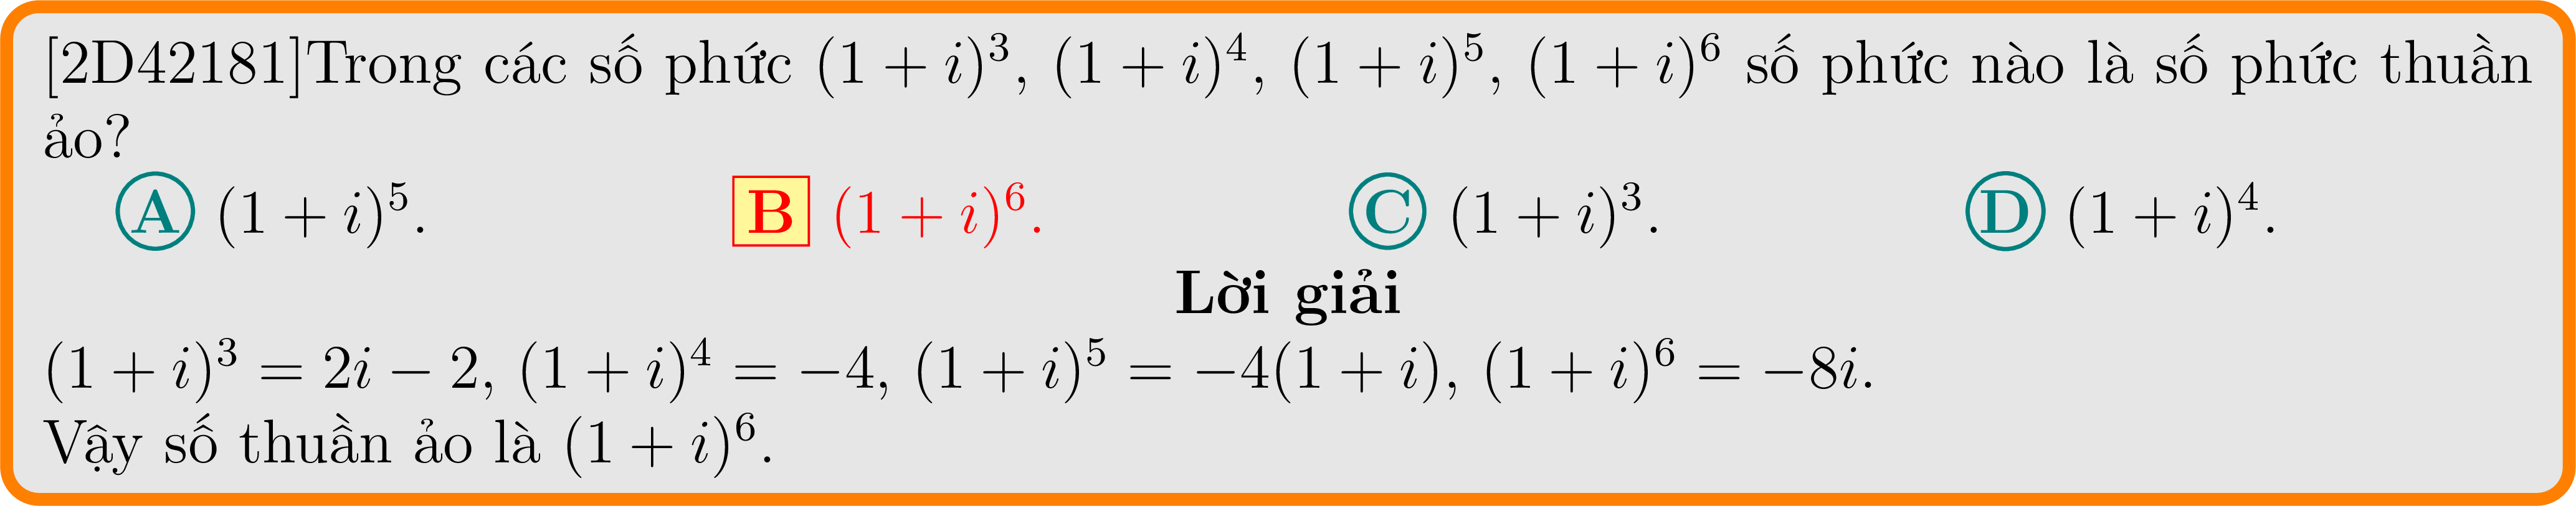 [2D42181]Trong các số phức (1 + i)³, (1 + i)⁴, (1 + i)⁵, (1 + i)⁶ số phức nào là số phức thuần
ảo?
A (1 + i)⁵. B (1 + i)⁶. C (1 + i)³. D (1 + i)⁴.
Lời giải
(1 + i)³ = 2i − 2, (1 + i)⁴ = −4, (1 + i)⁵ = −4(1 + i), (1 + i)⁶ = −8i.
Vậy số thuần ảo là (1 + i)⁶.